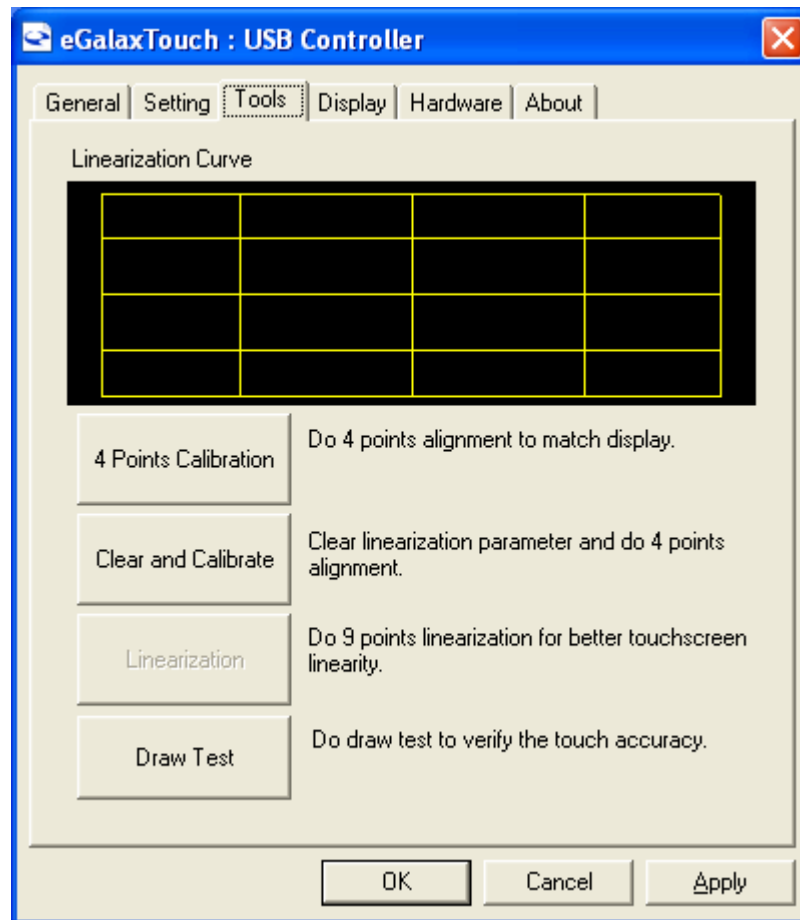 eGalaxTouch : USB Controller
General Setting Tools Display Hardware About
Linearization Curve
4 Points Calibration
Do 4 points alignment to match display.
Clear and Calibrate
Clear linearization parameter and do 4 points
alignment.
Linearization
Do 9 points linearization for better touchscreen
linearity.
Draw Test
Do draw test to verify the touch accuracy.
OK Cancel Apply